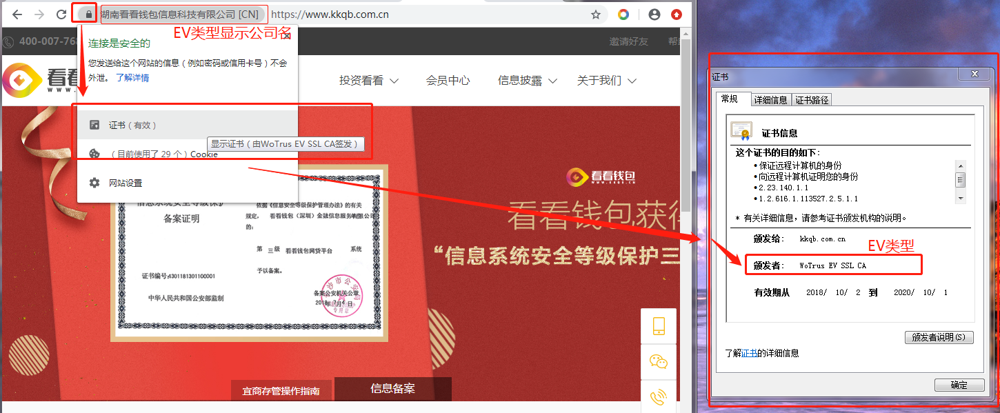 湖南看看钱包信息科技有限公司 [CN]
https://www.kkqb.com.cn
EV类型显示公司名
400-007-76
邀请好友
帮
连接是安全的
您发送给这个网站的信息（例如密码或信用卡号）不会
外泄。 了解详情
看看
WWW.
投资看看
会员中心
信息披露
关于我们
证书（有效）
显示证书（由WoTrus EV SSL CA签发）
（目前使用了 29 个）Cookie
网站设置
信息系统安全等级保护
备案证明
依据《信息安全等级保护管理办法》的有关
规定， 看看钱包（深圳）金融信息服务有限公司
的：
第 三级 看看钱包网贷平台 系统
予以备案。
证书编号:4301181301100001
中华人民共和国公安部监制
备案公安机关公章
2018年7月4日
看看钱包
WWW.KKQB.CN
看看钱包获得
“信息系统安全等级保护三
宜商存管操作指南
信息备案
证书
常规
详细信息
证书路径
证书信息
这个证书的目的如下:
•保证远程计算机的身份
•向远程计算机证明您的身份
•2.23.140.1.1
•1.2.616.1.113527.2.5.1.1
* 有关详细信息，请参考证书颁发机构的说明。
颁发给: kkqb.com.cn
EV类型
颁发者: WoTrus EV SSL CA
有效期从 2018/ 10/ 2 到 2020/ 10/ 1
颁发者说明(S)
了解证书的详细信息
确定